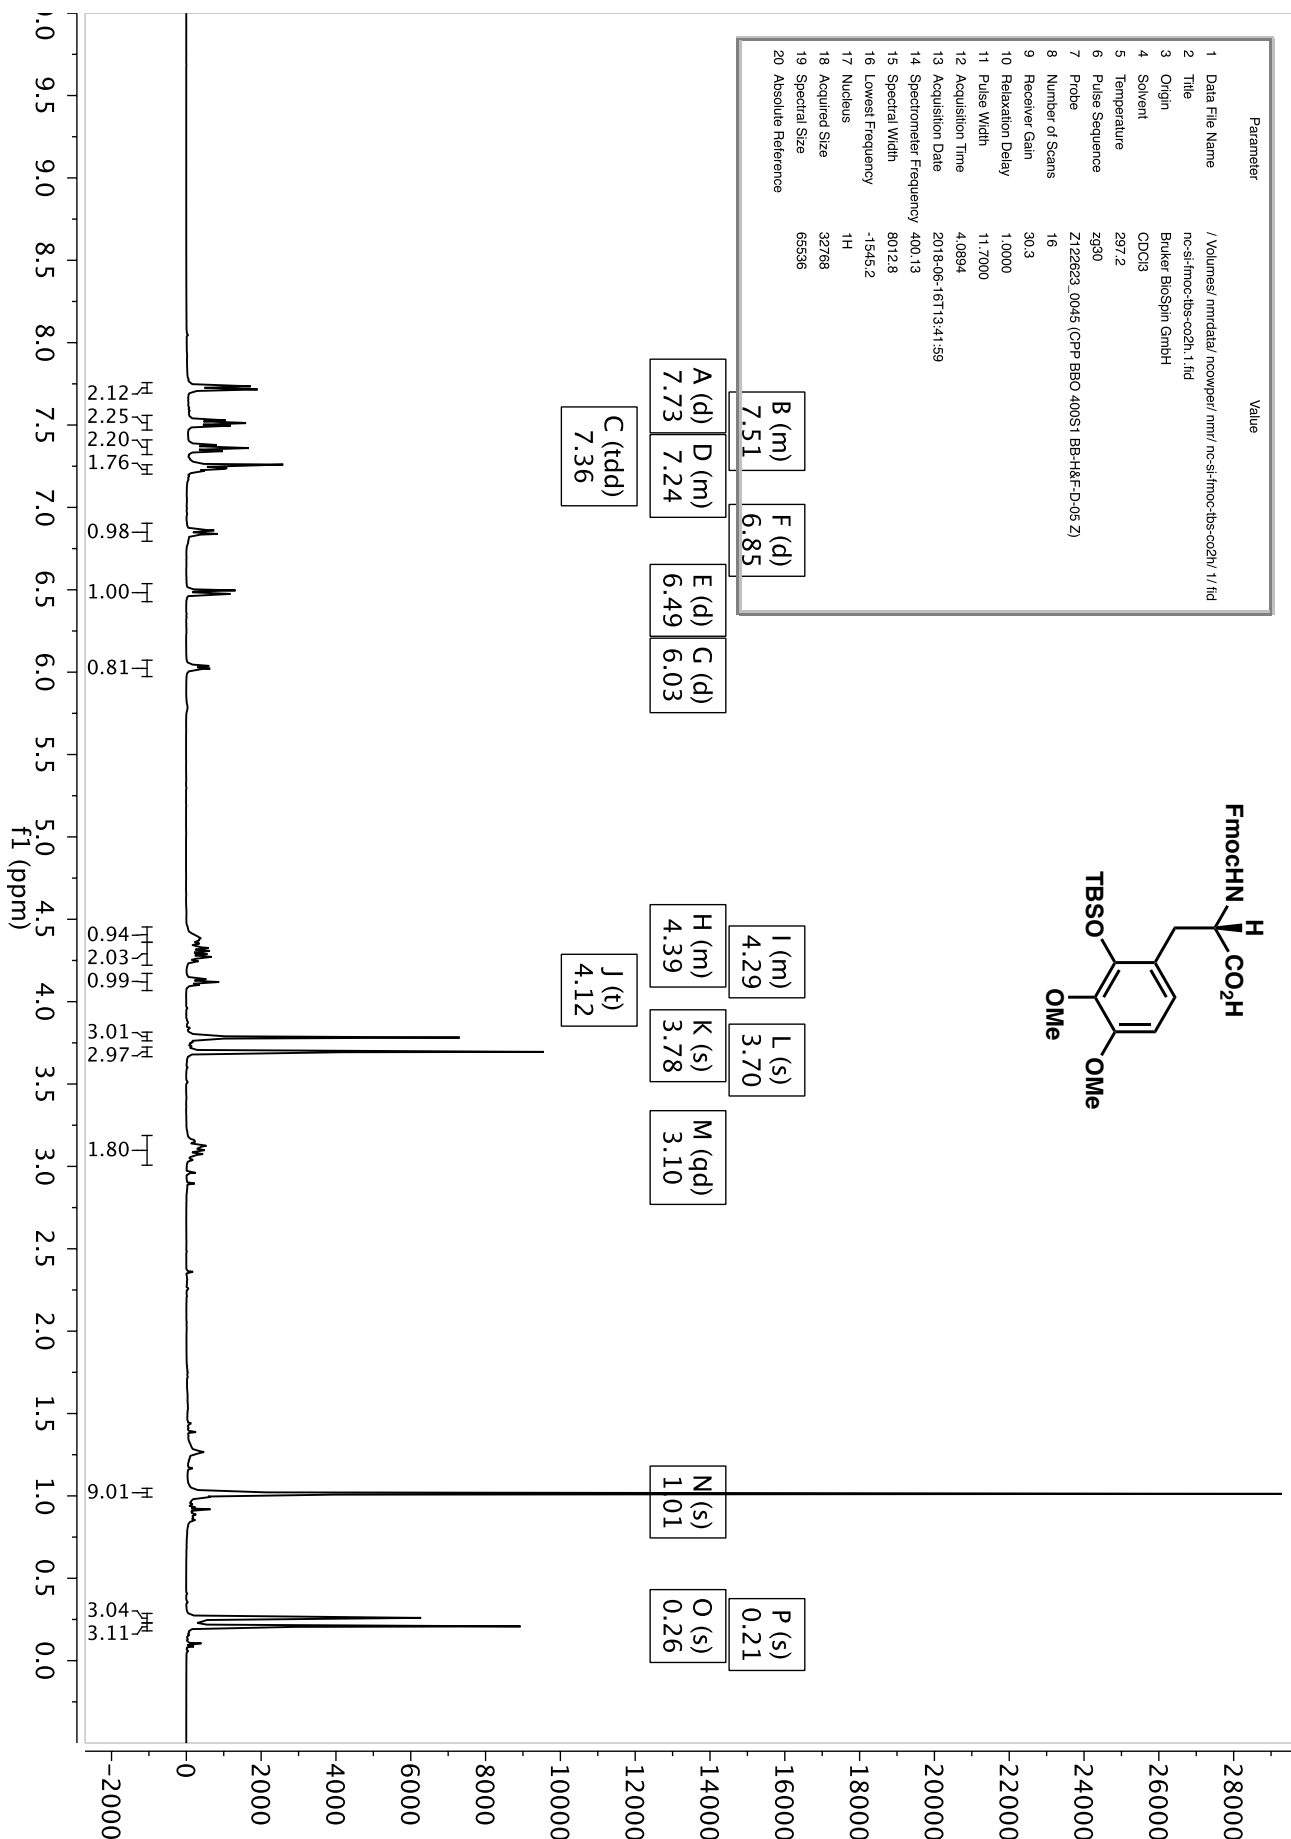 Parameter Value
1 Data File Name / Volumes/ nmrdata/ ncowper/ nmr/ nc-si-fmoc-tbs-co2h/ 1/ fid
2 Title nc-si-fmoc-tbs-co2h.1.fid
3 Origin Bruker BioSpin GmbH
4 Solvent CDCl3
5 Temperature 297.2
6 Pulse Sequence zg30
7 Probe Z122623_0045 (CPP BBO 400S1 BB-H&F-D-05 Z)
8 Number of Scans 16
9 Receiver Gain 30.3
10 Relaxation Delay 1.0000
11 Pulse Width 11.7000
12 Acquisition Time 4.0894
13 Acquisition Date 2018-06-16T13:41:59
14 Spectrometer Frequency 400.13
15 Spectral Width 8012.8
16 Lowest Frequency -1545.2
17 Nucleus 1H
18 Acquired Size 32768
19 Spectral Size 65536
20 Absolute Reference
H
FmocHN CO2H
TBSO
OMe
OMe
B (m)
7.51
F (d)
6.85
I (m)
4.29
L (s)
3.70
P (s)
0.21
A (d)
7.73
D (m)
7.24
E (d)
6.49
G (d)
6.03
H (m)
4.39
K (s)
3.78
M (qd)
3.10
N (s)
1.01
O (s)
0.26
C (tdd)
7.36
J (t)
4.12
2.12
2.25
2.20
1.76
0.98
1.00
0.81
0.94
2.03
0.99
3.01
2.97
1.80
9.01
3.04
3.11
.0 9.5 9.0 8.5 8.0 7.5 7.0 6.5 6.0 5.5 5.0 4.5 4.0 3.5 3.0 2.5 2.0 1.5 1.0 0.5 0.0
f1 (ppm)
28000
26000
24000
22000
20000
18000
16000
14000
12000
10000
8000
6000
4000
2000
0
-2000